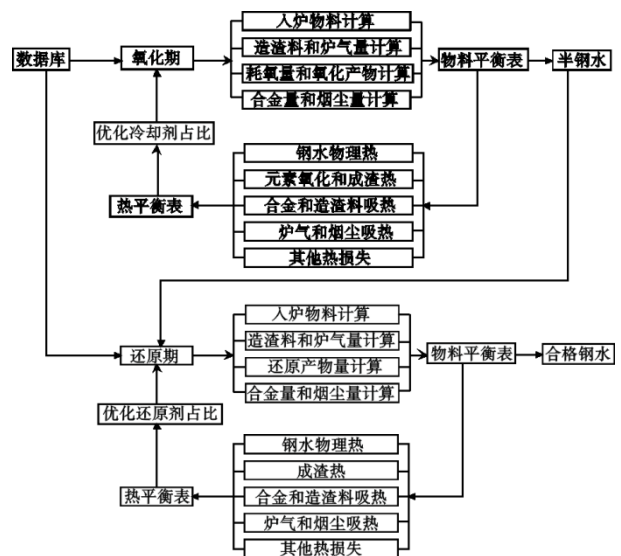 入炉物料计算
造渣料和炉气量计算
数据库
氧化期
耗氧量和氧化产物计算
物料平衡表
半钢水
合金量和烟尘量计算
优化冷却剂占比
钢水物理热
元素氧化和成渣热
热平衡表
合金和造渣料吸热
炉气和烟尘吸热
其他热损失
入炉物料计算
造渣料和炉气量计算
还原期
还原产物量计算
物料平衡表
合格钢水
合金量和烟尘量计算
优化还原剂占比
钢水物理热
成渣热
热平衡表
合金和造渣料吸热
炉气和烟尘吸热
其他热损失